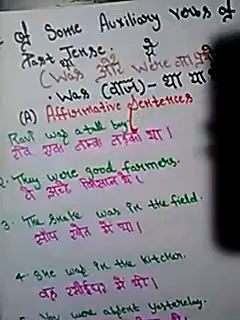 of Some Auxiliary verbs of
Past Tense में
(Was और Were का
• Was (वाज) - था था
(A) Affirmative Sentences
Ravi was a tall boy
रवि एक लम्बा लड़का था।
2. They were good farmers.
वे अच्छे किसान थे।
3. The snake was in the field.
साँप खेत में था।
4. She was in the kitchen.
वह रसोईघर में थी।
You were absent yesterday.